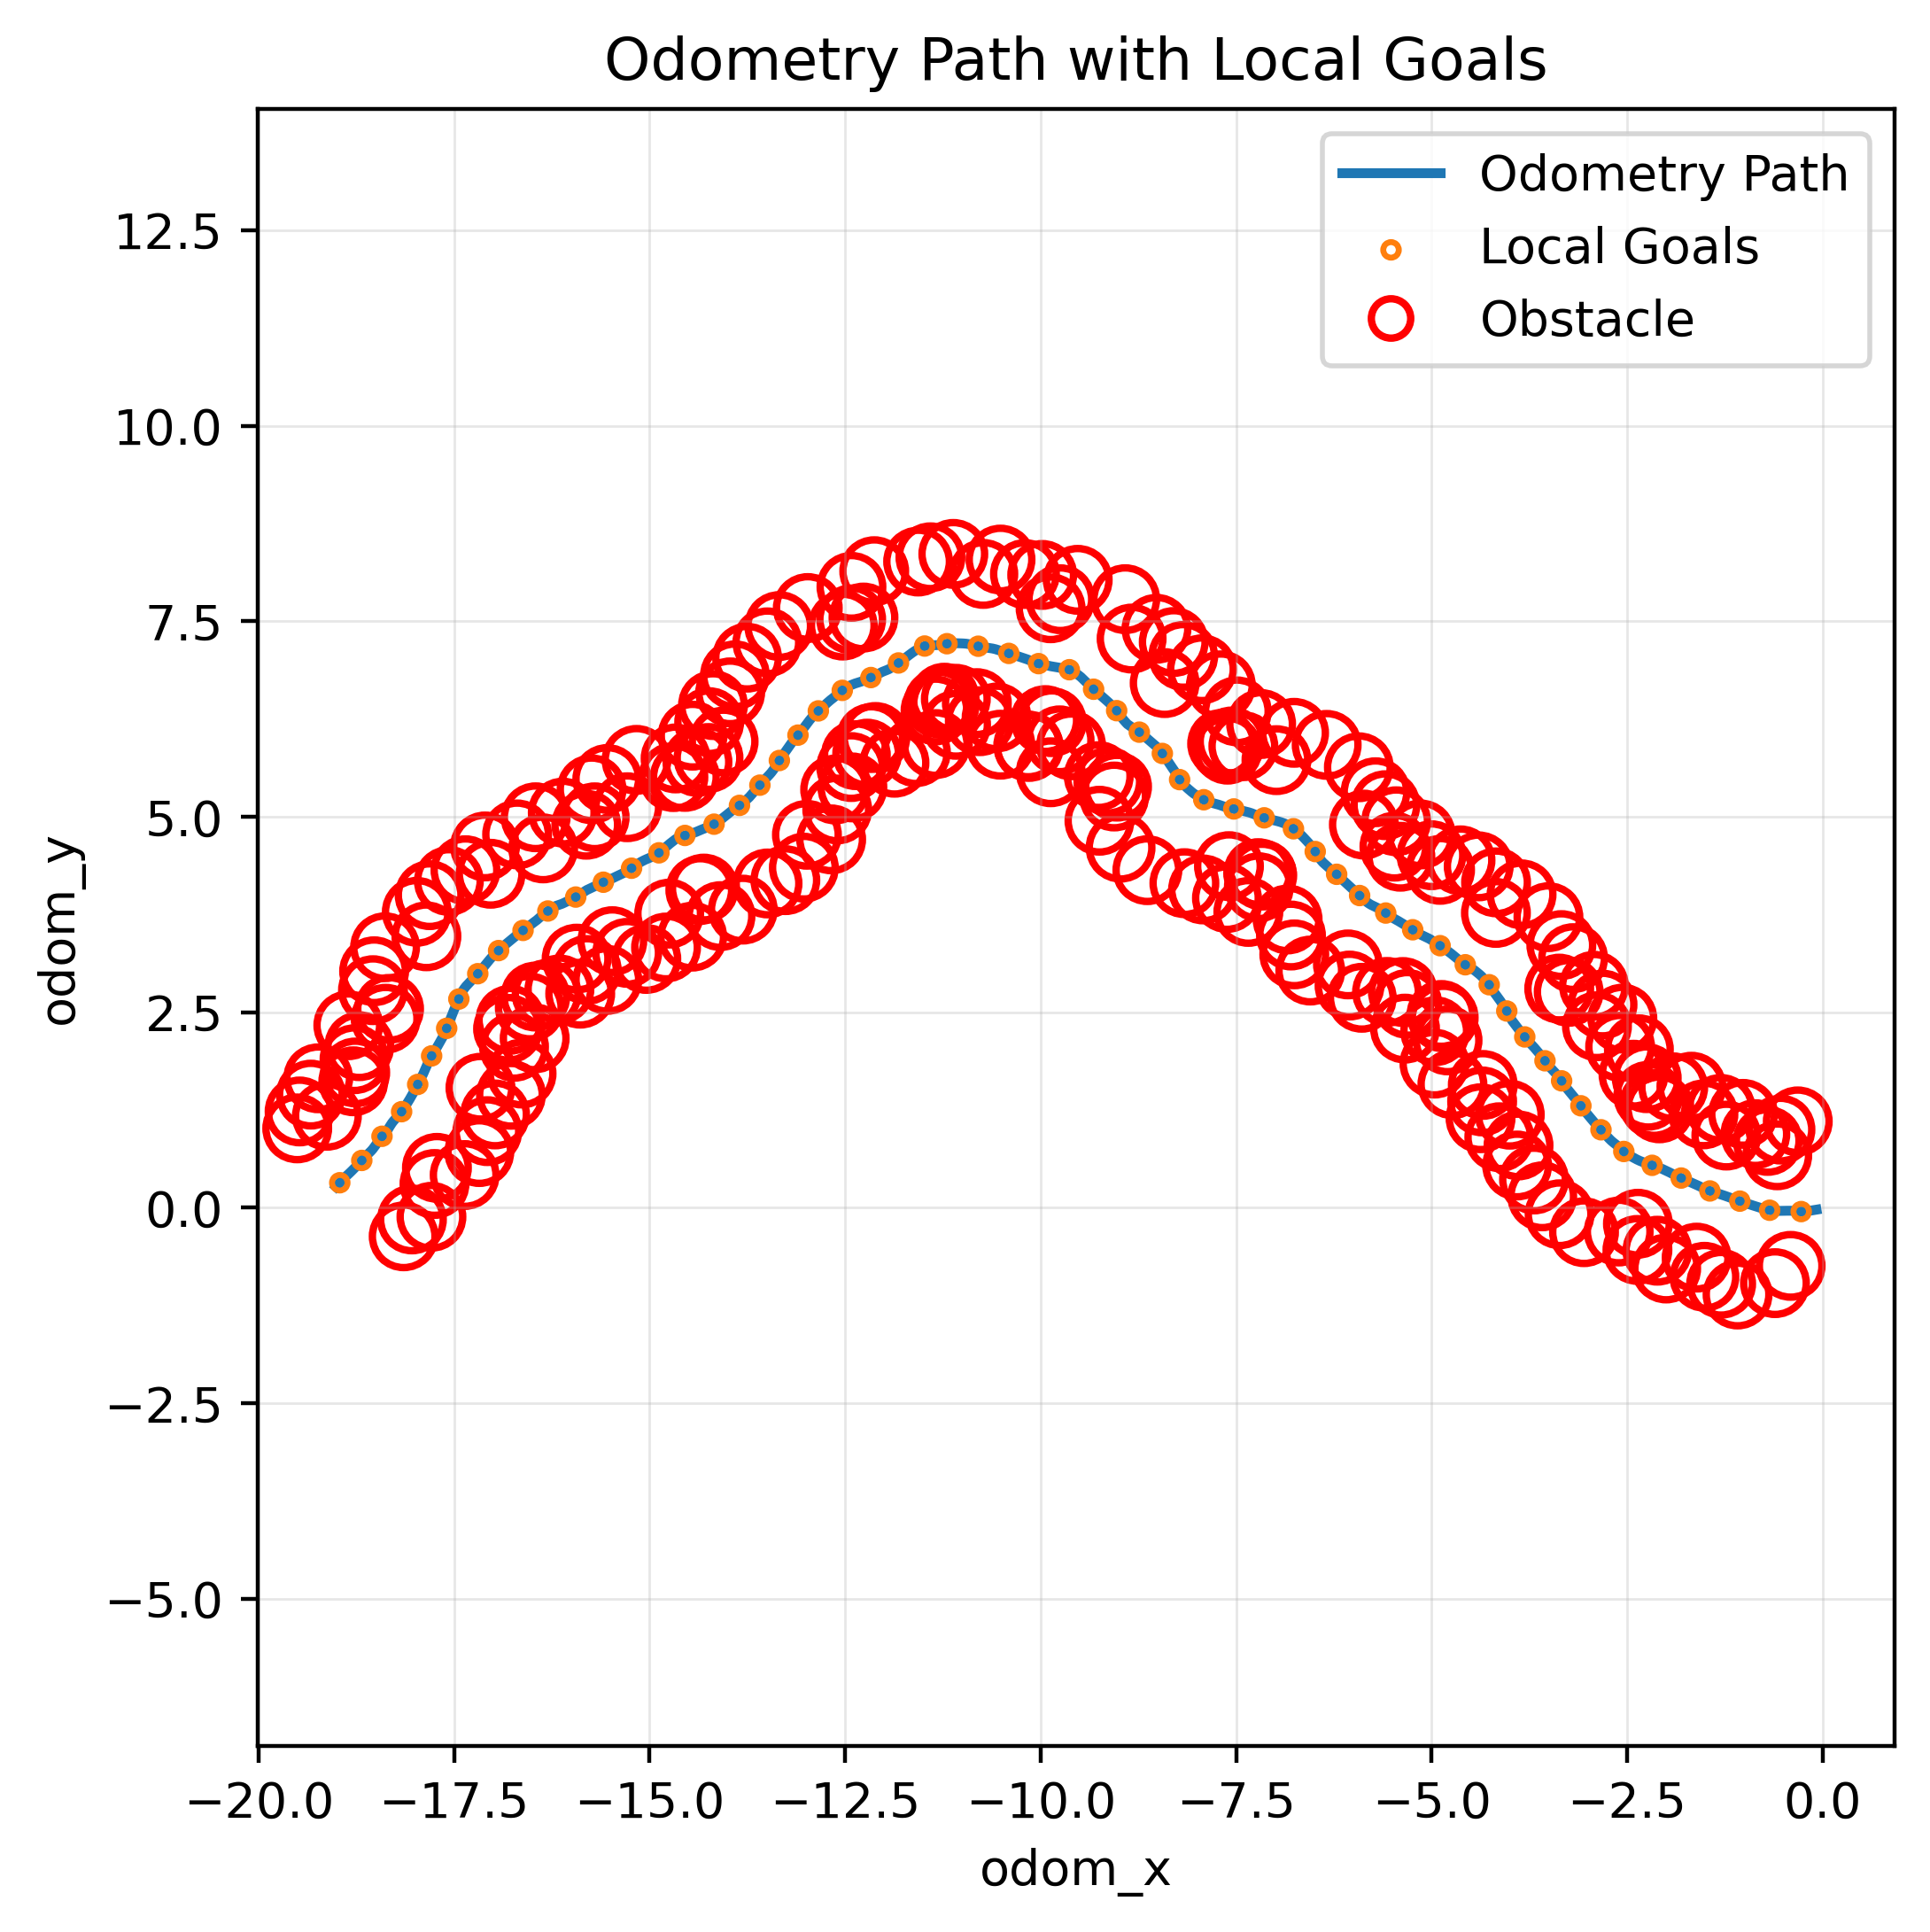 Odometry Path with Local Goals
Odometry Path
Local Goals
Obstacle
12.5
10.0
7.5
5.0
2.5
0.0
−2.5
−5.0
odom_y
−20.0 −17.5 −15.0 −12.5 −10.0 −7.5 −5.0 −2.5 0.0
odom_x